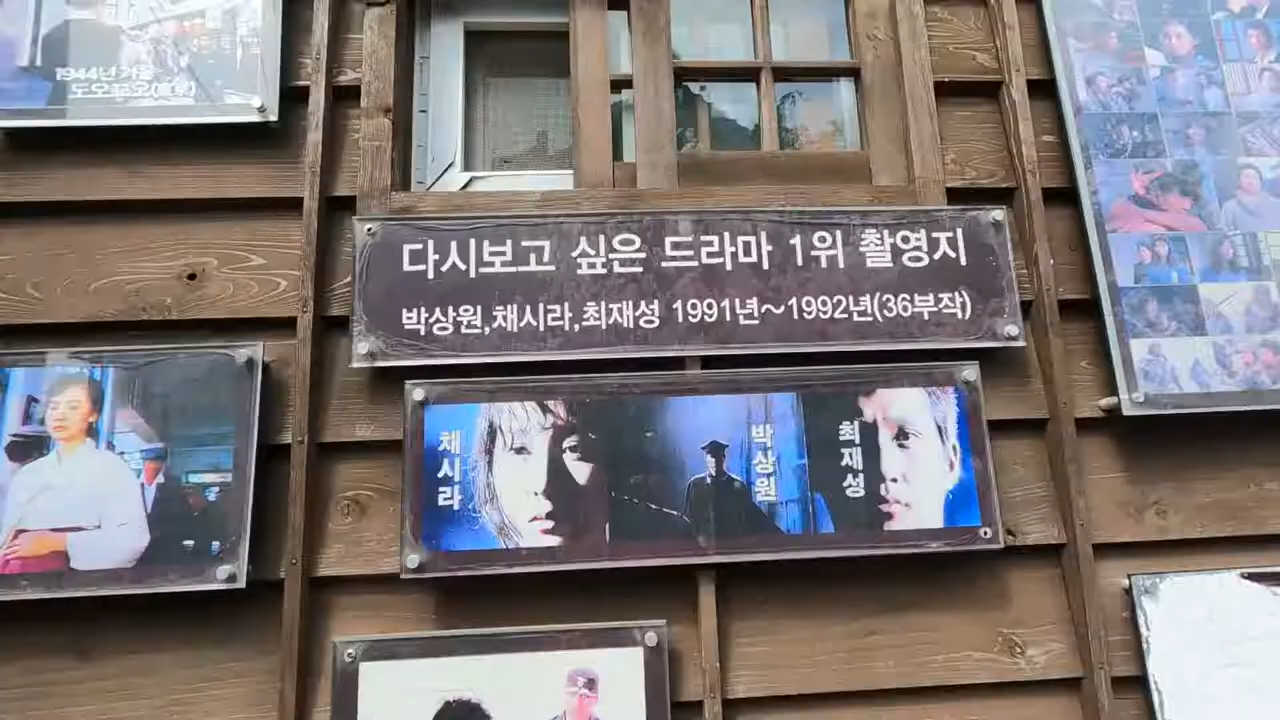 1944년 겨울
다시보고 싶은 드라마 1위 촬영지
박상원,채시라,최재성 1991년~1992년(36부작)
채시라
박상원
최재성